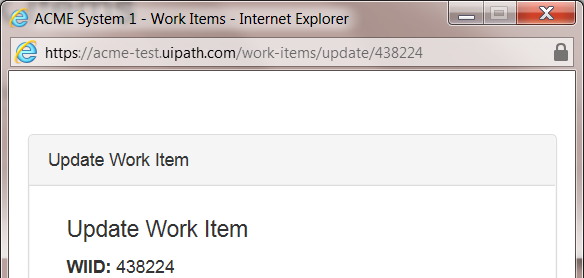 ACME System 1 - Work Items - Internet Explorer
https://acme-test.uipath.com/work-items/update/438224
Update Work Item
Update Work Item
WIID: 438224